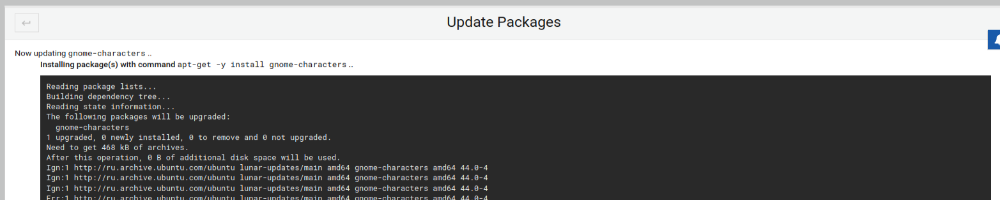 Update Packages
Now updating gnome-characters ..
Installing package(s) with command apt-get -y install gnome-characters ..
Reading package lists...
Building dependency tree...
Reading state information...
The following packages will be upgraded:
gnome-characters
1 upgraded, 0 newly installed, 0 to remove and 0 not upgraded.
Need to get 468 kB of archives.
After this operation, 0 B of additional disk space will be used.
Ign:1 http://ru.archive.ubuntu.com/ubuntu lunar-updates/main amd64 gnome-characters amd64 44.0-4
Ign:1 http://ru.archive.ubuntu.com/ubuntu lunar-updates/main amd64 gnome-characters amd64 44.0-4
Ign:1 http://ru.archive.ubuntu.com/ubuntu lunar-updates/main amd64 gnome-characters amd64 44.0-4
Err:1 http://ru.archive.ubuntu.com/ubuntu lunar-updates/main amd64 gnome-characters amd64 44.0-4